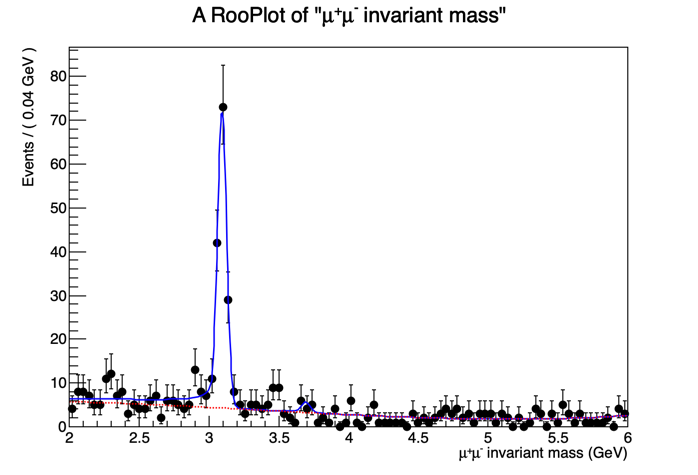 A RooPlot of "μ⁺μ⁻ invariant mass"
Events / ( 0.04 GeV )
80
70
60
50
40
30
20
10
0
2 2.5 3 3.5 4 4.5 5 5.5 6
μ⁺μ⁻ invariant mass (GeV)